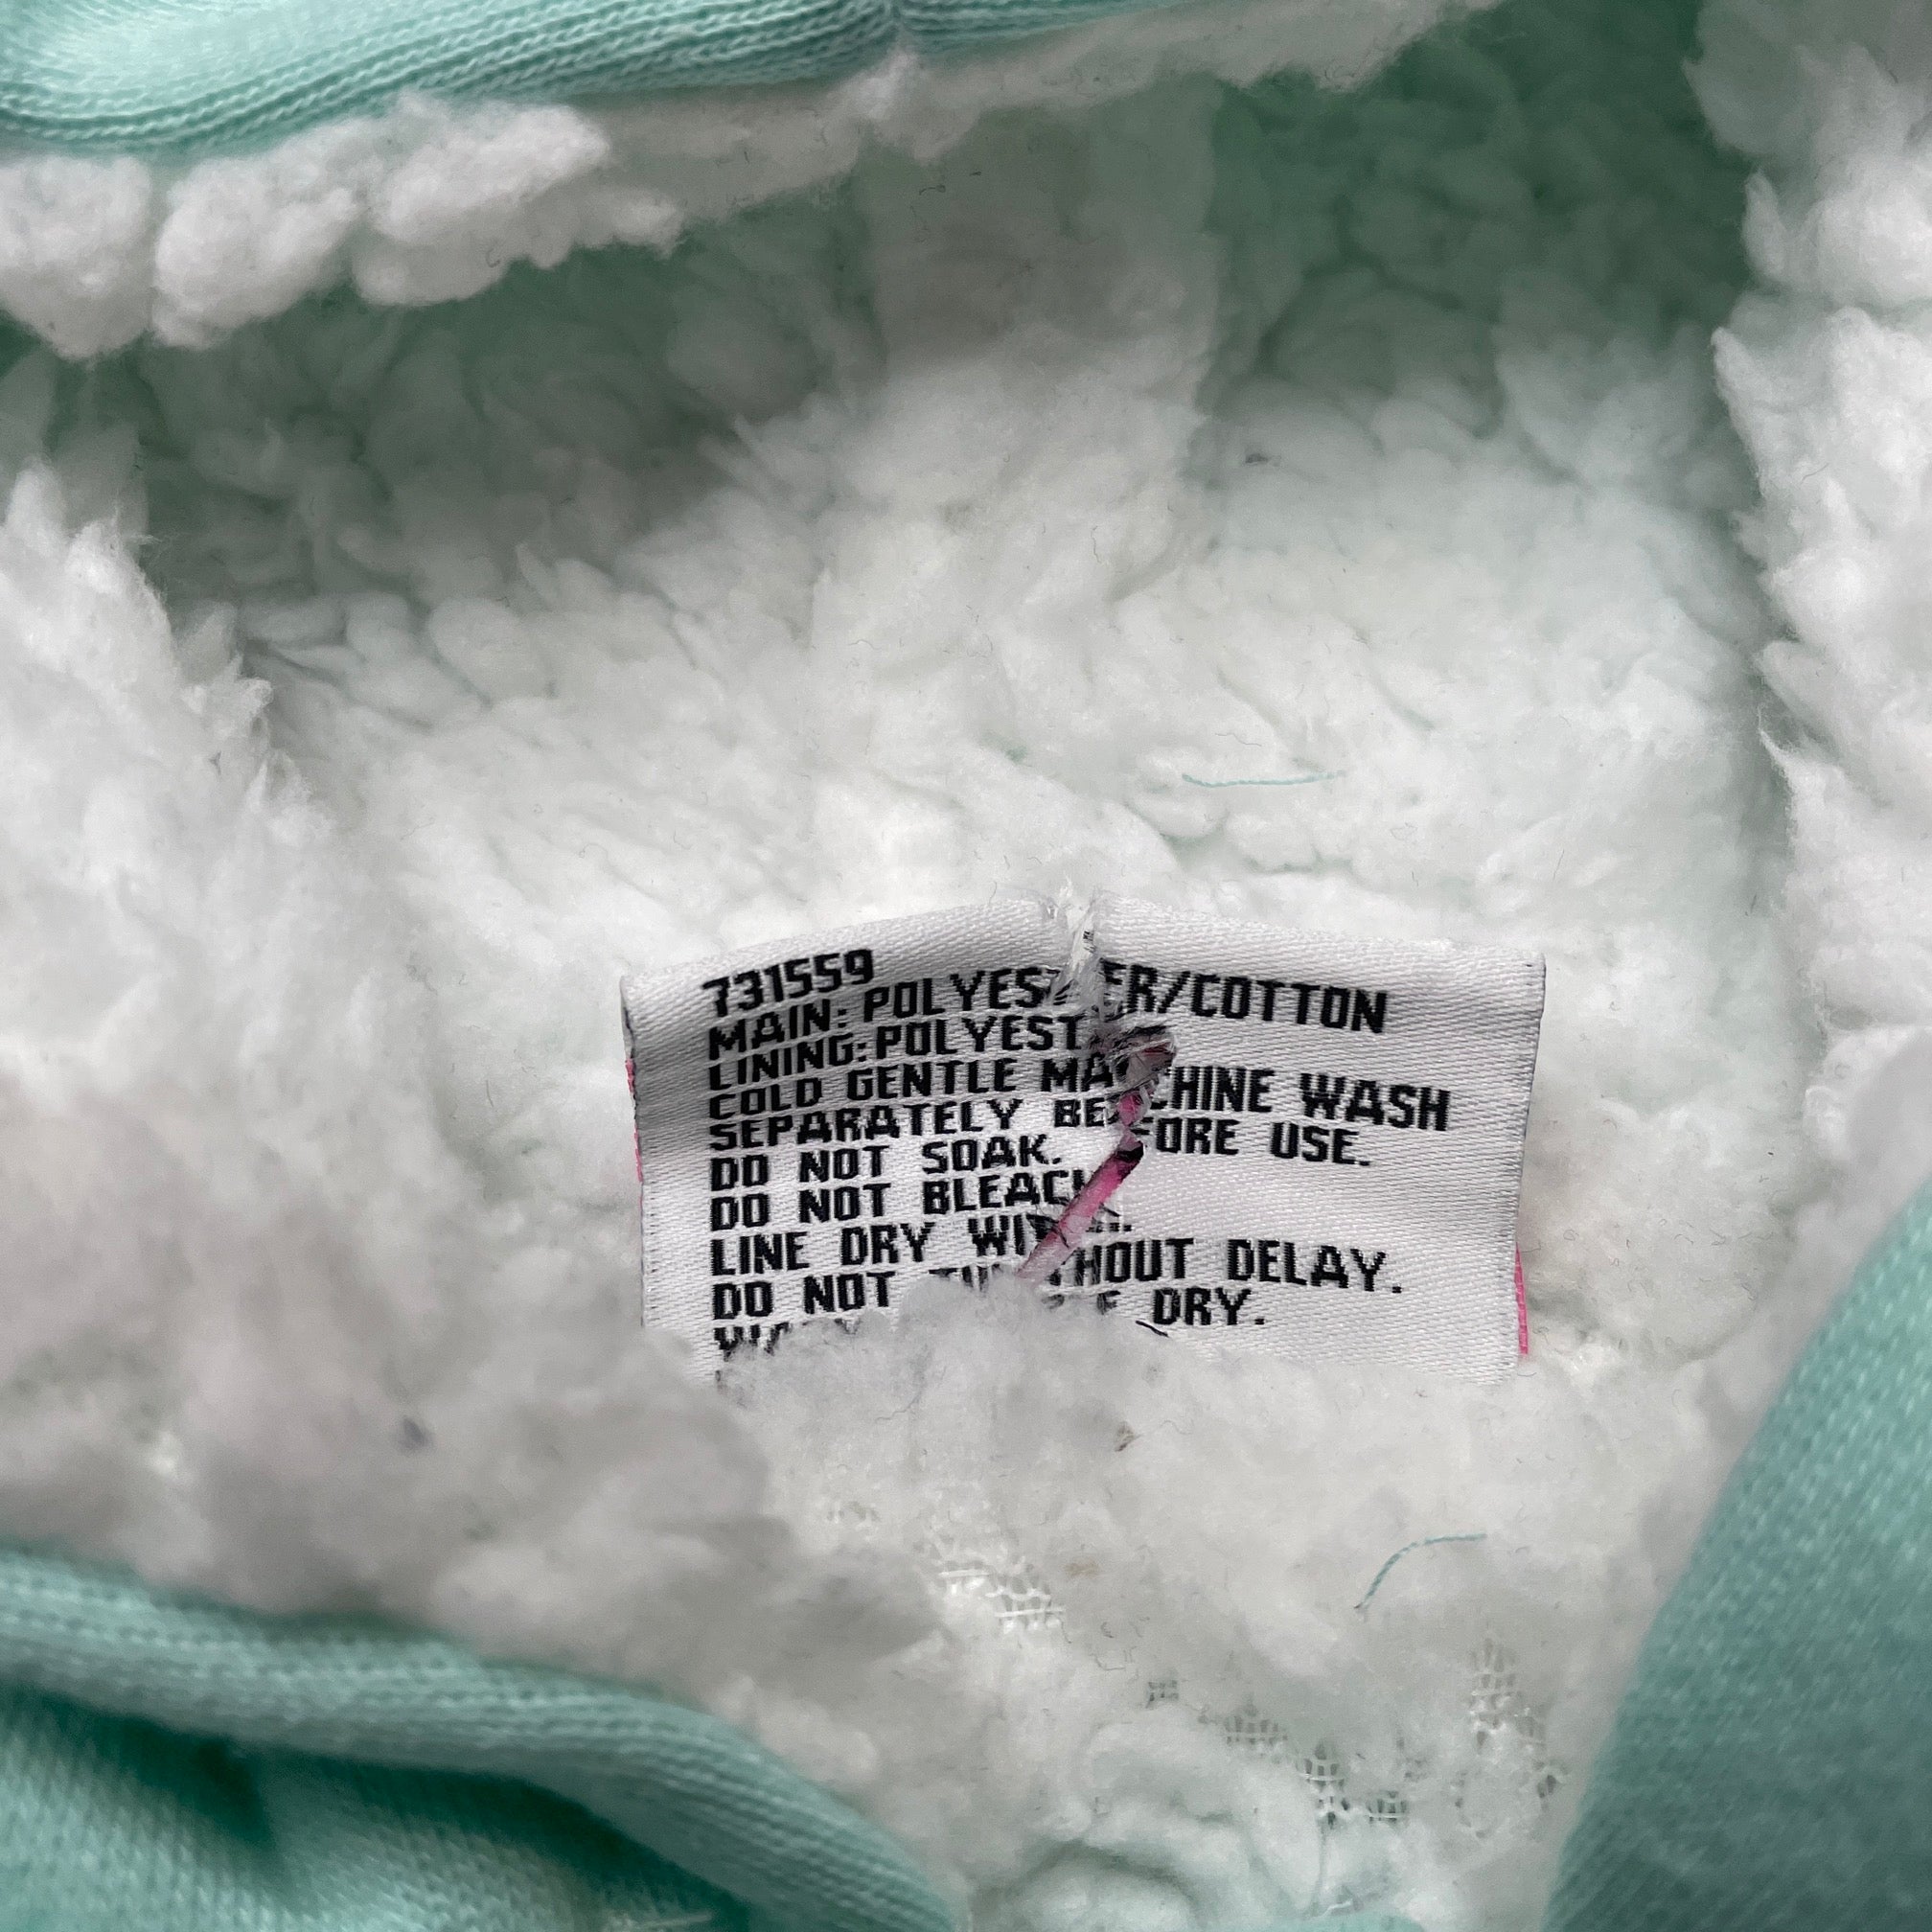 731559
MAIN: POLYESTER/COTTON
LINING: POLYEST
COLD GENTLE MACHINE WASH
SEPARATELY BEFORE USE.
DO NOT SOAK.
DO NOT BLEACH.
LINE DRY WITHOUT DELAY.
DO NOT DRY.